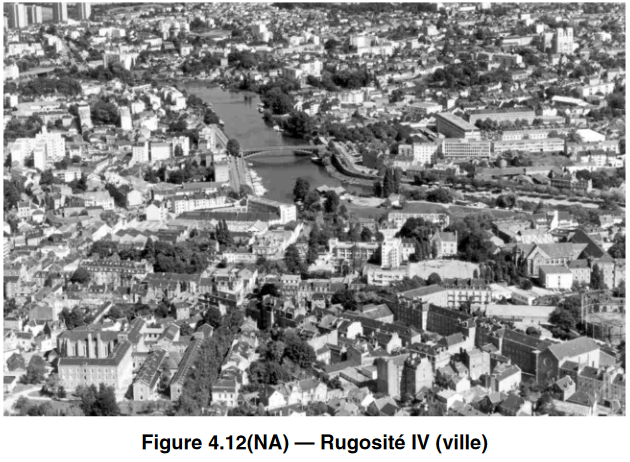 Figure 4.12(NA) — Rugosité IV (ville)